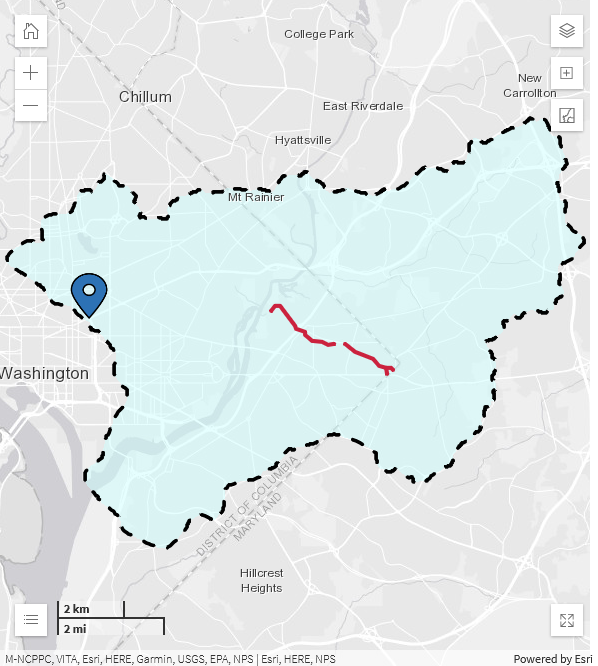 College Park
New
Carrollton
Chillum
East Riverdale
Hyattsville
Mt Rainier
Washington
DISTRICT OF COLUMBIA
MARYLAND
Hillcrest
Heights
2 km
2 mi
M-NCPPC, VITA, Esri, HERE, Garmin, USGS, EPA, NPS | Esri, HERE, NPS
Powered by Esri